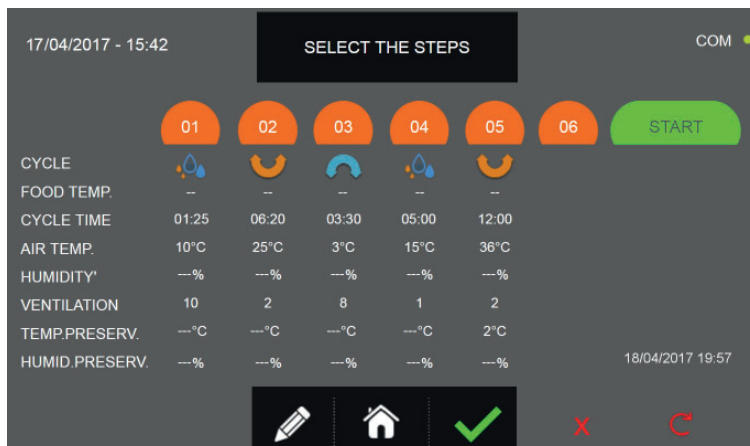 17/04/2017 - 15:42 SELECT THE STEPS COM
01 02 03 04 05 06 START
CYCLE
FOOD TEMP. -- -- -- -- --
CYCLE TIME 01:25 06:20 03:30 05:00 12:00
AIR TEMP. 10°C 25°C 3°C 15°C 36°C
HUMIDITY' ---% ---% ---% ---% ---%
VENTILATION 10 2 8 1 2
TEMP.PRESERV. ---°C ---°C ---°C ---°C 2°C
HUMID.PRESERV. ---% ---% ---% ---% ---% 18/04/2017 19:57
X